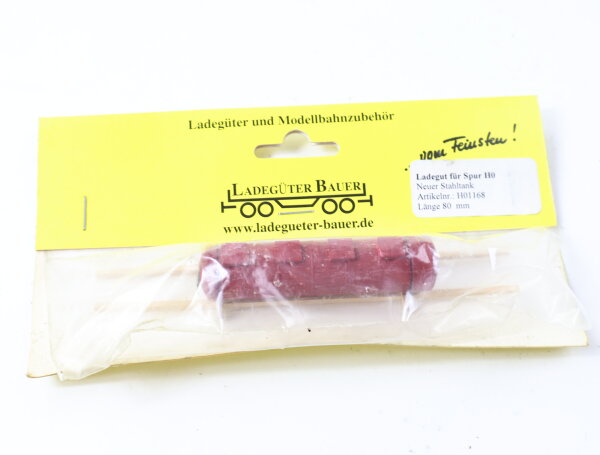 Ladegüter und Modellbahnzubehör
vom Feinsten!
LADEGÜTER BAUER
www.ladegueter-bauer.de
Ladegut für Spur H0
Neuer Stahltank
Artikelnr.: H01168
Länge 80 mm